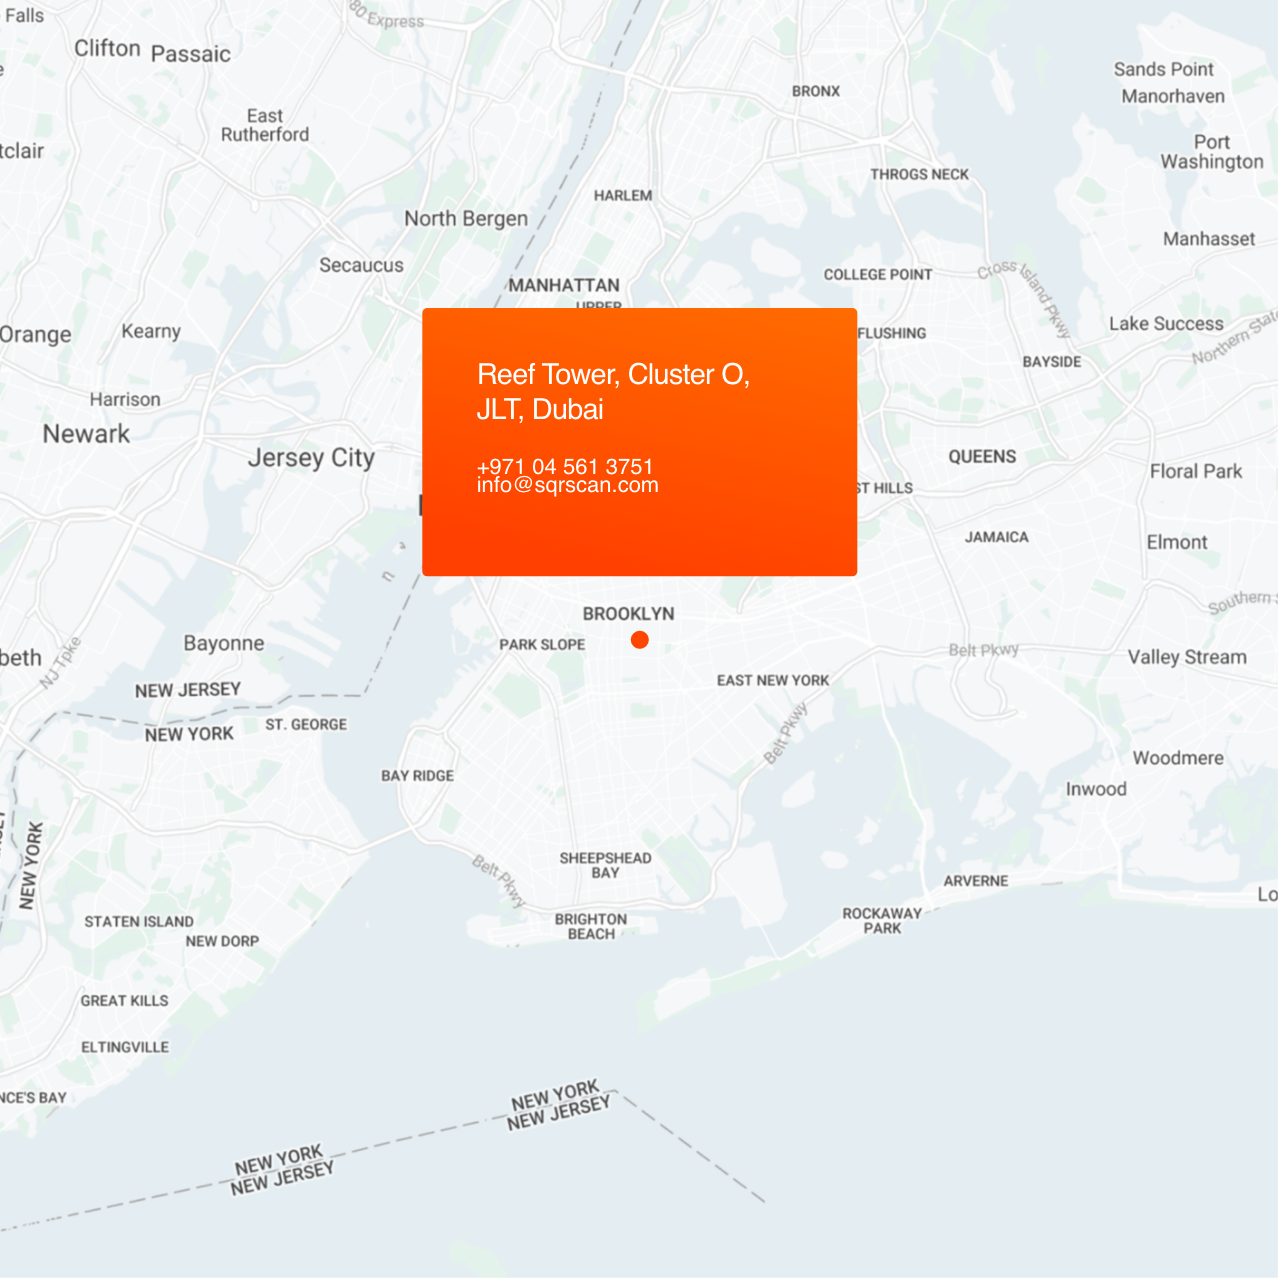 Falls
Clifton
Passaic
80 Express
Sands Point
Manorhaven
BRONX
East
Rutherford
Port
Washington
tclair
THROGS NECK
HARLEM
North Bergen
Manhasset
Secaucus
COLLEGE POINT
Cross Island Pkwy
MANHATTAN
UPPER
Orange
Kearny
FLUSHING
Lake Success
Northern State
BAYSIDE
Reef Tower, Cluster O,
JLT, Dubai
+971 04 561 3751
info@sqrscan.com
Harrison
Newark
Jersey City
QUEENS
Floral Park
ST HILLS
JAMAICA
Elmont
n
BROOKLYN
Southern S
Bayonne
PARK SLOPE
Belt Pkwy
beth
NJ Tpke
Valley Stream
NEW JERSEY
NEW YORK
EAST NEW YORK
ST. GEORGE
Belt Pkwy
BAY RIDGE
Woodmere
Inwood
NEW YORK
SHEEPSHEAD
BAY
Belt Pkwy
ARVERNE
Lo
STATEN ISLAND
NEW DORP
BRIGHTON
BEACH
ROCKAWAY
PARK
GREAT KILLS
ELTINGVILLE
NCE'S BAY
NEW YORK
NEW JERSEY
NEW YORK
NEW JERSEY